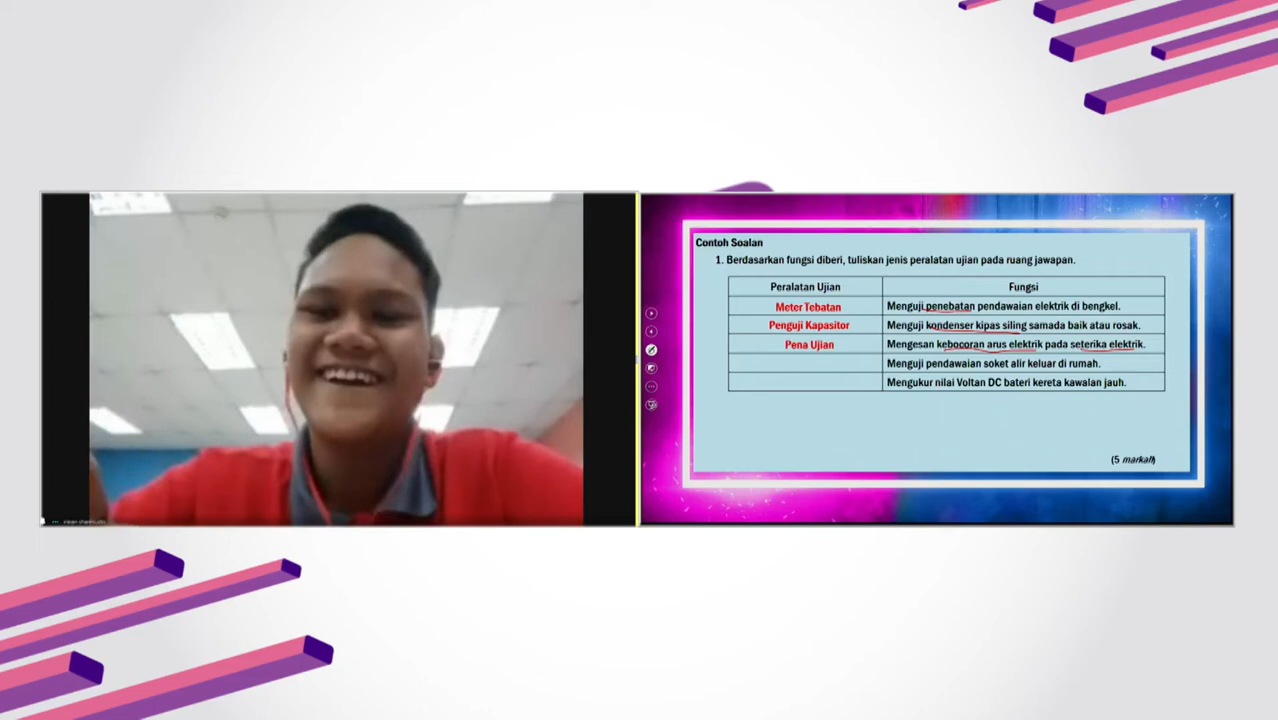 Contoh Soalan
1. Berdasarkan fungsi diberi, tuliskan jenis peralatan ujian pada ruang jawapan.
Peralatan Ujian Fungsi
Meter Tebatan Menguji penebatan pendawaian elektrik di bengkel.
Penguji Kapasitor Menguji kondenser kipas siling samada baik atau rosak.
Pena Ujian Mengesan kebocoran arus elektrik pada seterika elektrik.
Menguji pendawaian soket alir keluar di rumah.
Mengukur nilai Voltan DC bateri kereta kawalan jauh.
(5 markah)